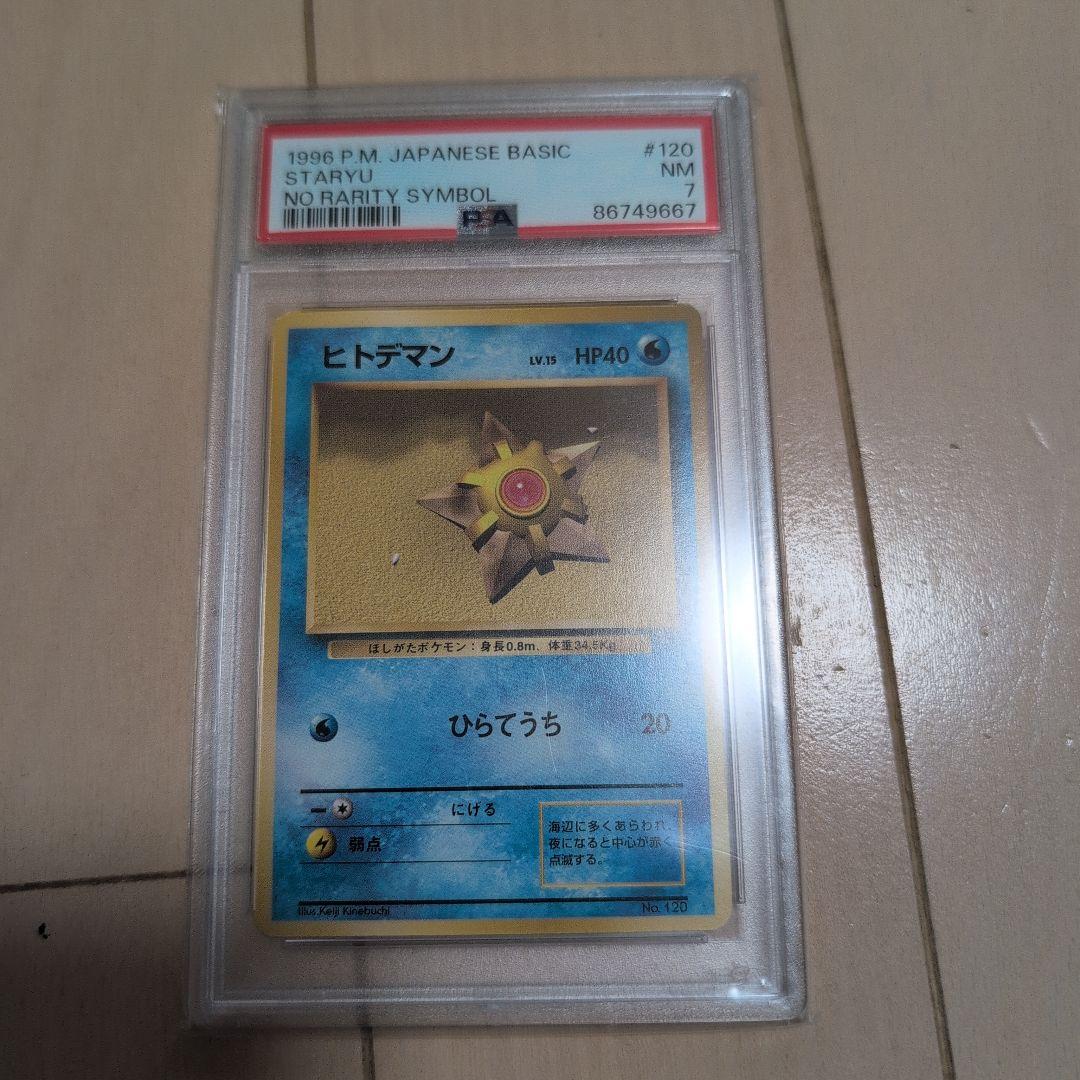 1996 P.M. JAPANESE BASIC #120
STARYU NM
NO RARITY SYMBOL 7
PSA 86749667
ヒトデマン LV.15 HP40
ほしがたポケモン：身長0.8m、体重34.5Kg
ひらてうち 20
にげる
弱点
海辺に多くあらわれ、
夜になると中心が赤
点滅する。
Illus.Keiji Kinebuchi No. 120